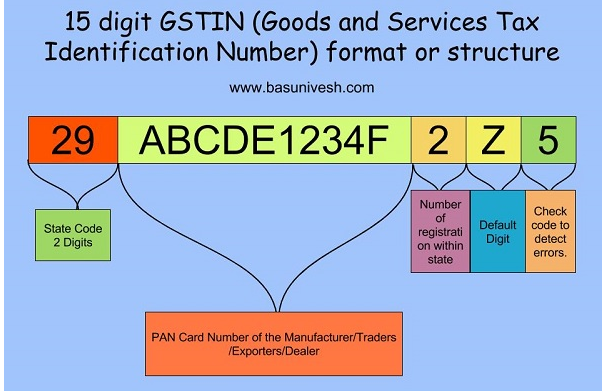 15 digit GSTIN (Goods and Services Tax
Identification Number) format or structure
www.basunivesh.com
29 ABCDE1234F 2 Z 5
State Code
2 Digits
Number
of
registrati
on within
state
Default
Digit
Check
code to
detect
errors.
PAN Card Number of the Manufacturer/Traders
/Exporters/Dealer